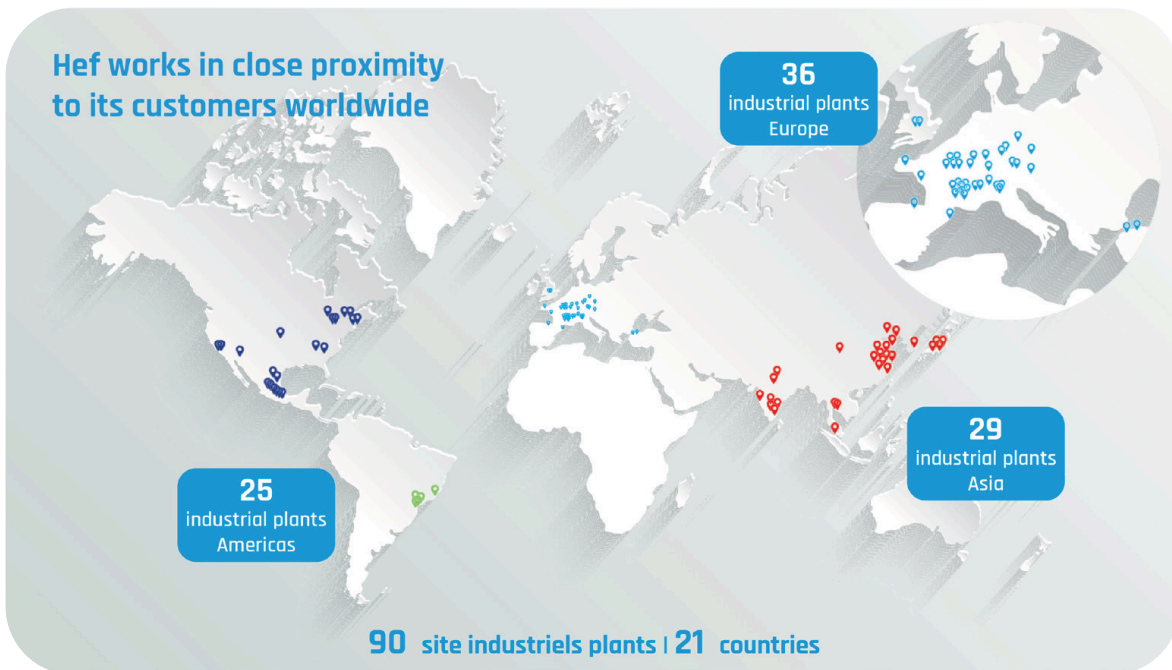 Hef works in close proximity
to its customers worldwide
36
industrial plants
Europe
29
industrial plants
Asia
25
industrial plants
Americas
90 site industriels plants | 21 countries